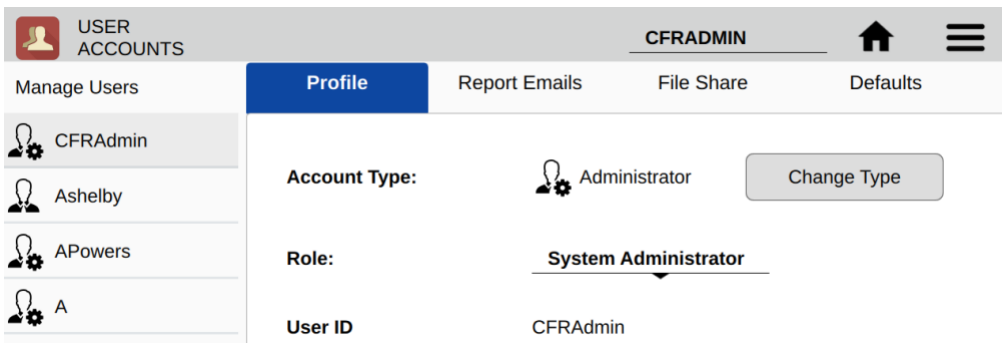 USER
ACCOUNTS
CFRADMIN
Manage Users
Profile
Report Emails
File Share
Defaults
CFRAdmin
Ashelby
APowers
A
Account Type:
Administrator
Change Type
Role:
System Administrator
User ID
CFRAdmin